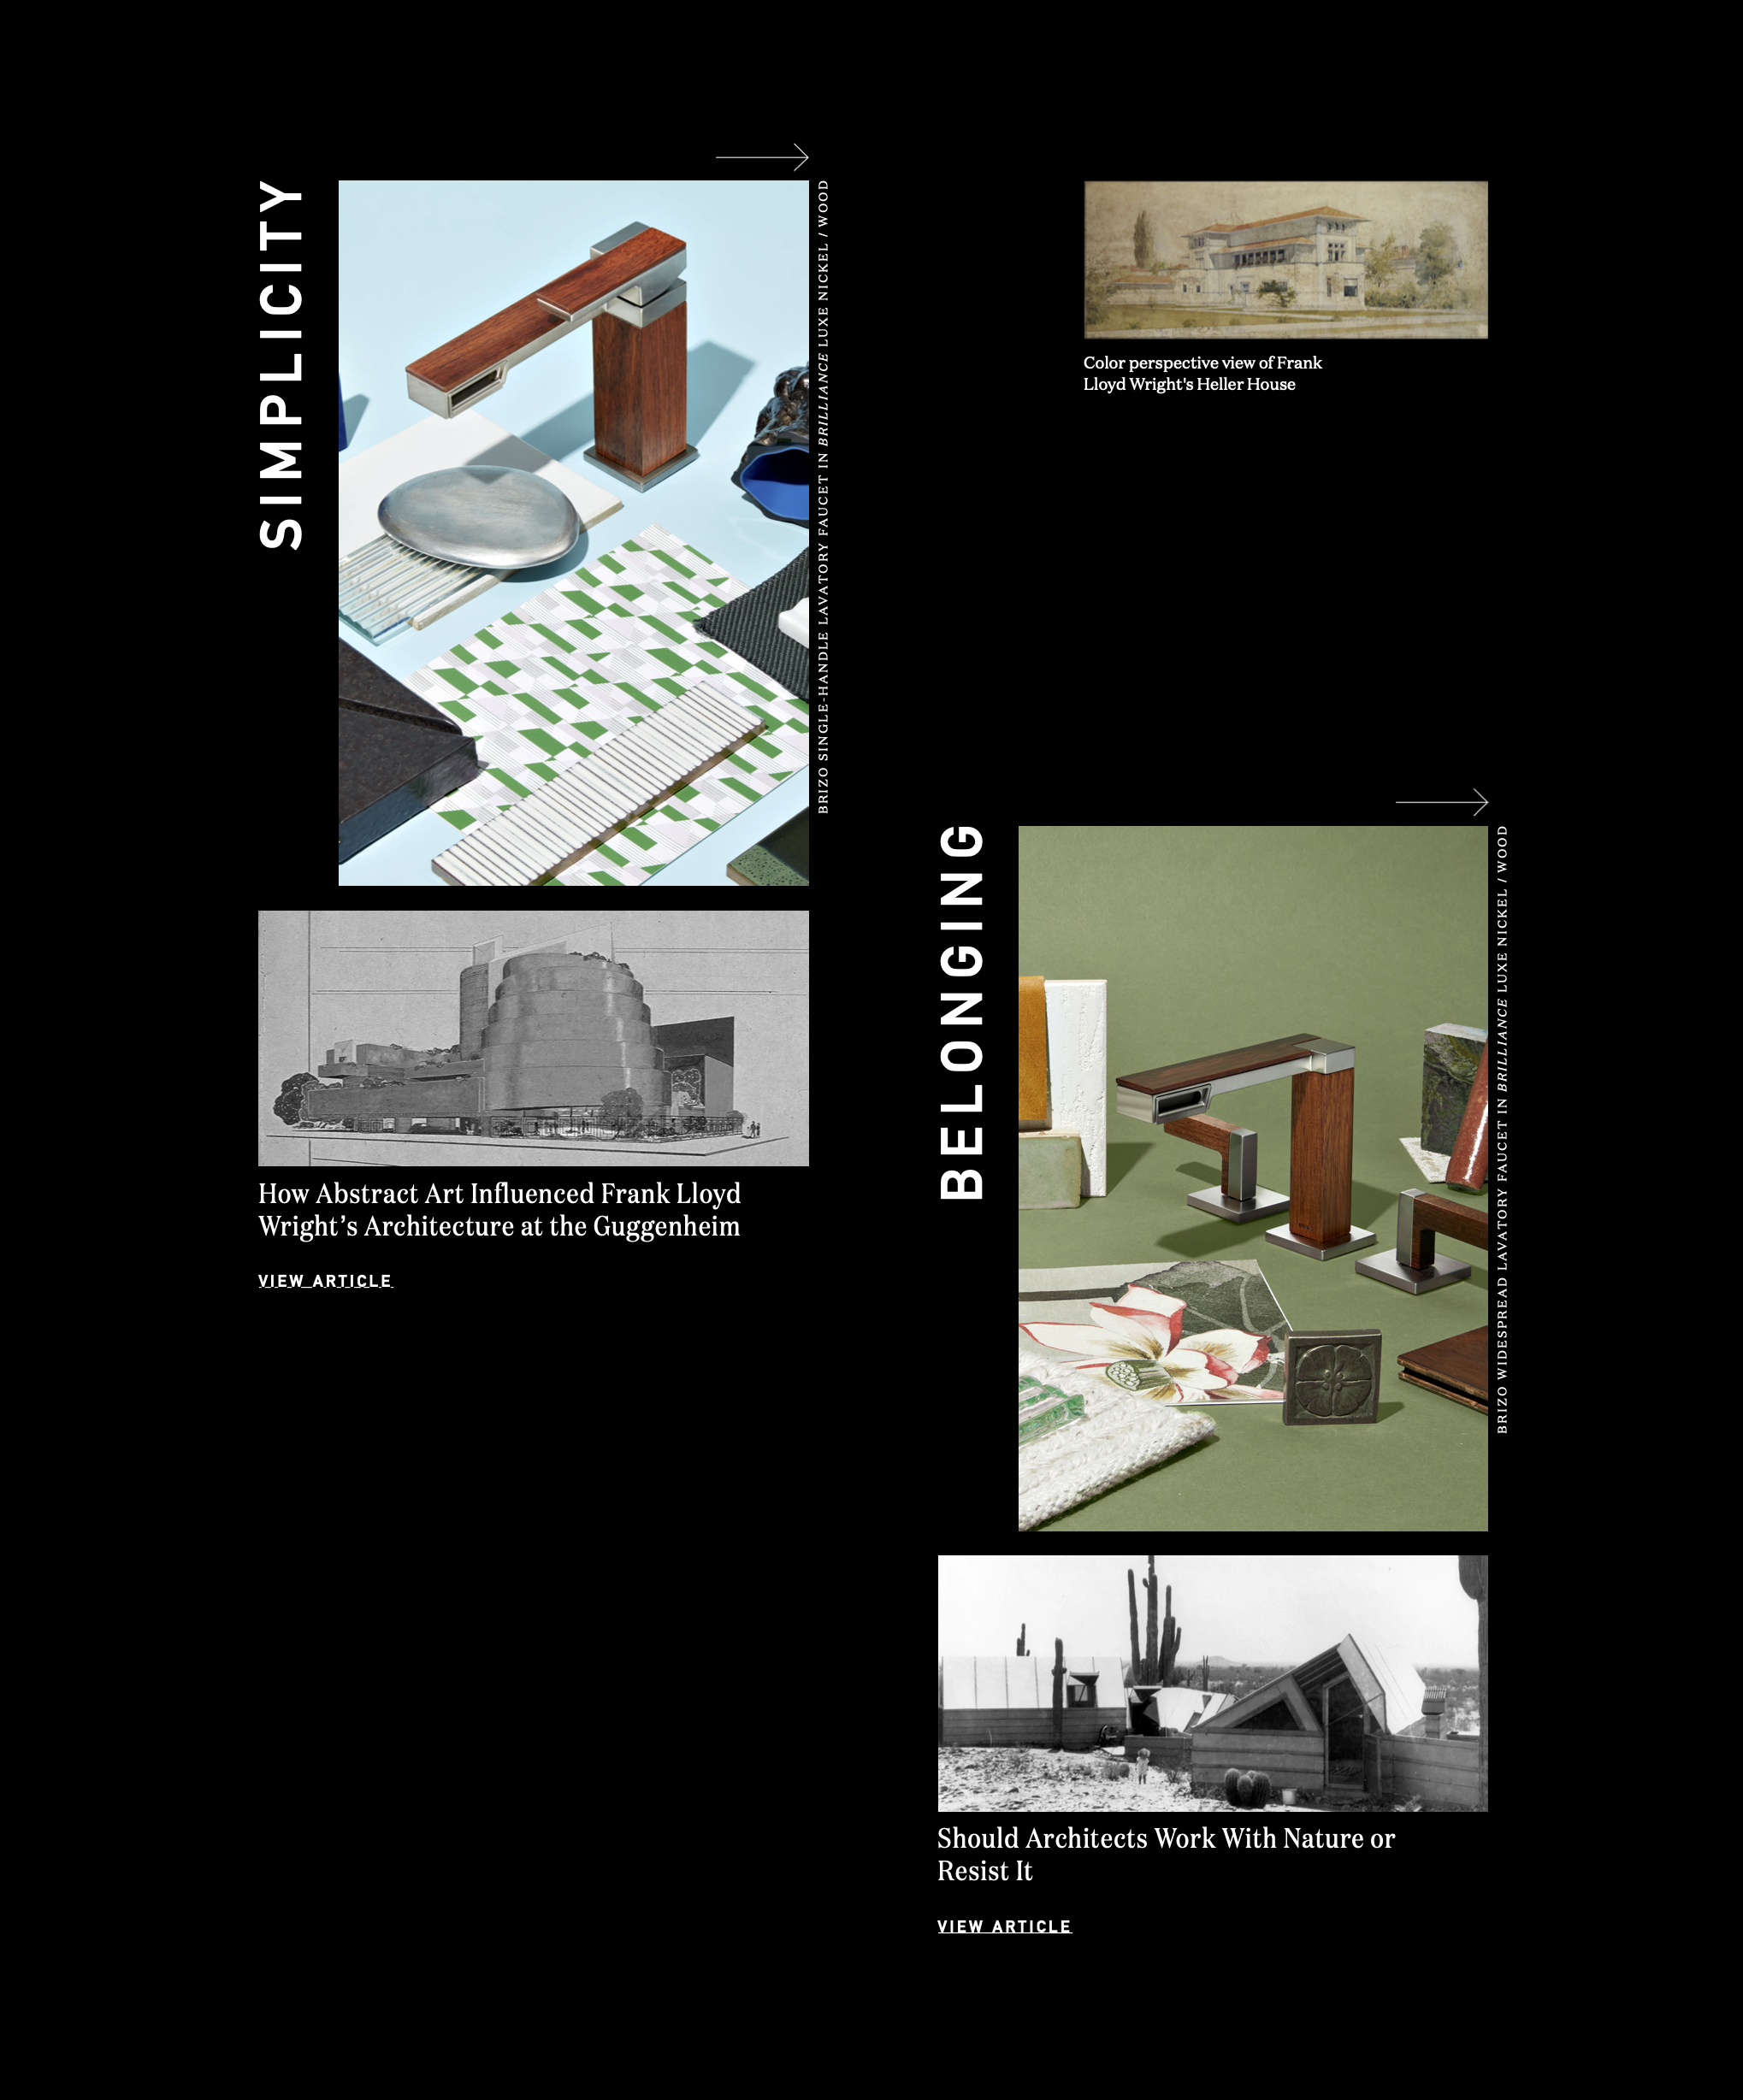 SIMPLICITY
BRIZO SINGLE-HANDLE LAVATORY FAUCET IN BRILLIANCE LUXE NICKEL / WOOD
Color perspective view of Frank
Lloyd Wright's Heller House
How Abstract Art Influenced Frank Lloyd
Wright’s Architecture at the Guggenheim
VIEW ARTICLE
BELONGING
BRIZO WIDESPREAD LAVATORY FAUCET IN BRILLIANCE LUXE NICKEL / WOOD
Should Architects Work With Nature or
Resist It
VIEW ARTICLE